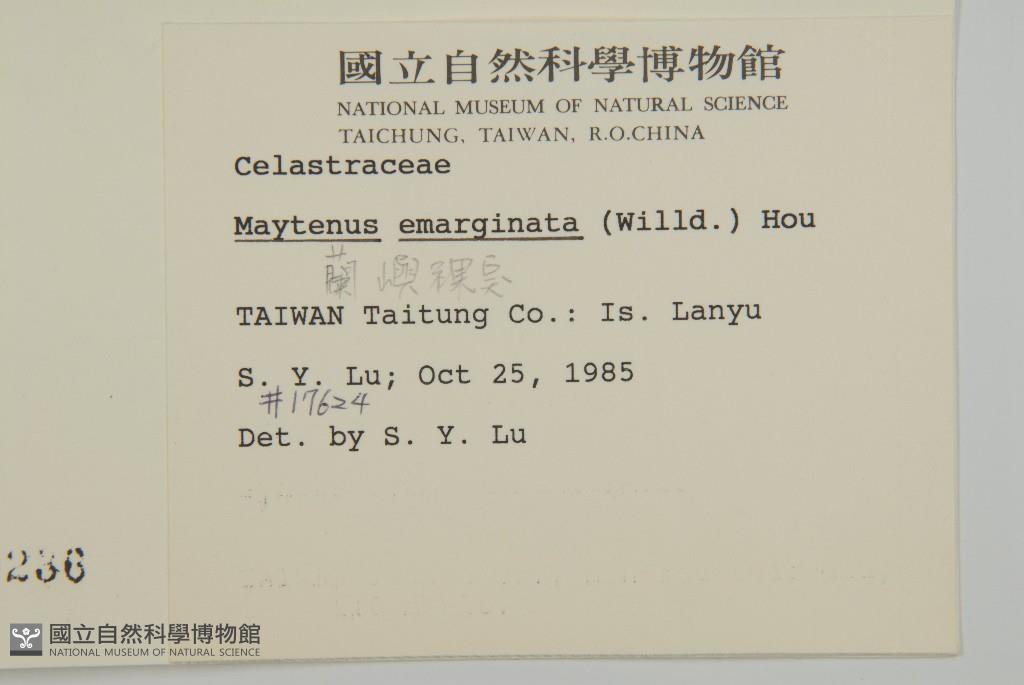 國立自然科學博物館
NATIONAL MUSEUM OF NATURAL SCIENCE
TAICHUNG, TAIWAN, R.O.CHINA
Celastraceae
Maytenus emarginata (Willd.) Hou
蘭嶼裸实
TAIWAN Taitung Co.: Is. Lanyu
S. Y. Lu; Oct 25, 1985
#17624
Det. by S. Y. Lu
236
國立自然科學博物館
NATIONAL MUSEUM OF NATURAL SCIENCE